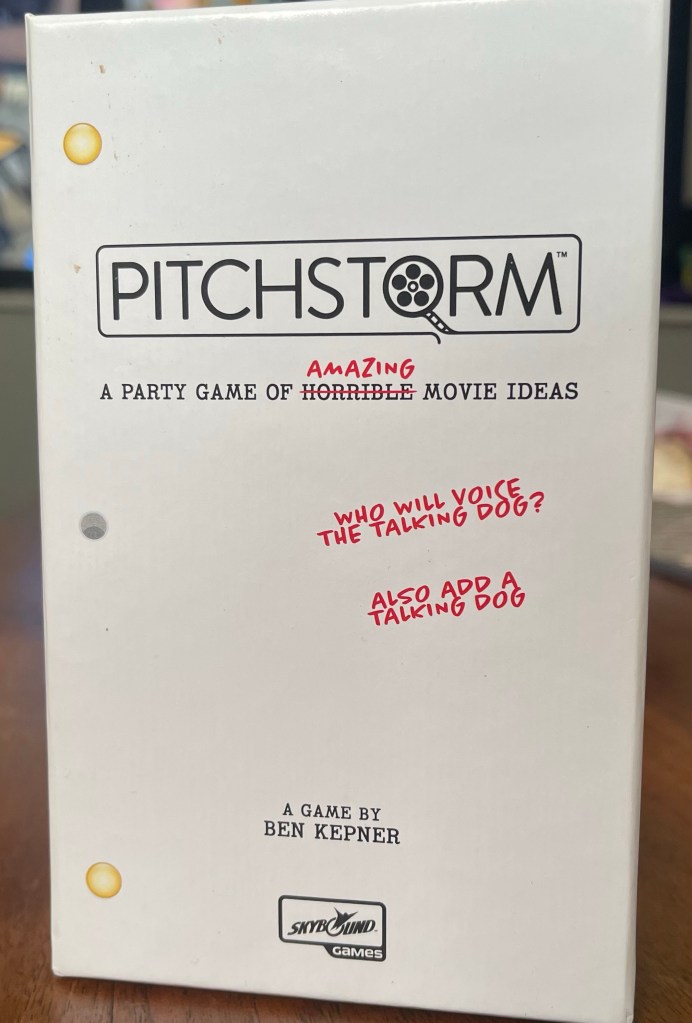 PITCHSTORM™
AMAZING
A PARTY GAME OF HORRIBLE MOVIE IDEAS
WHO WILL VOICE
THE TALKING DOG?
ALSO ADD A
TALKING DOG
A GAME BY
BEN KEPNER
SKYBOUND
GAMES